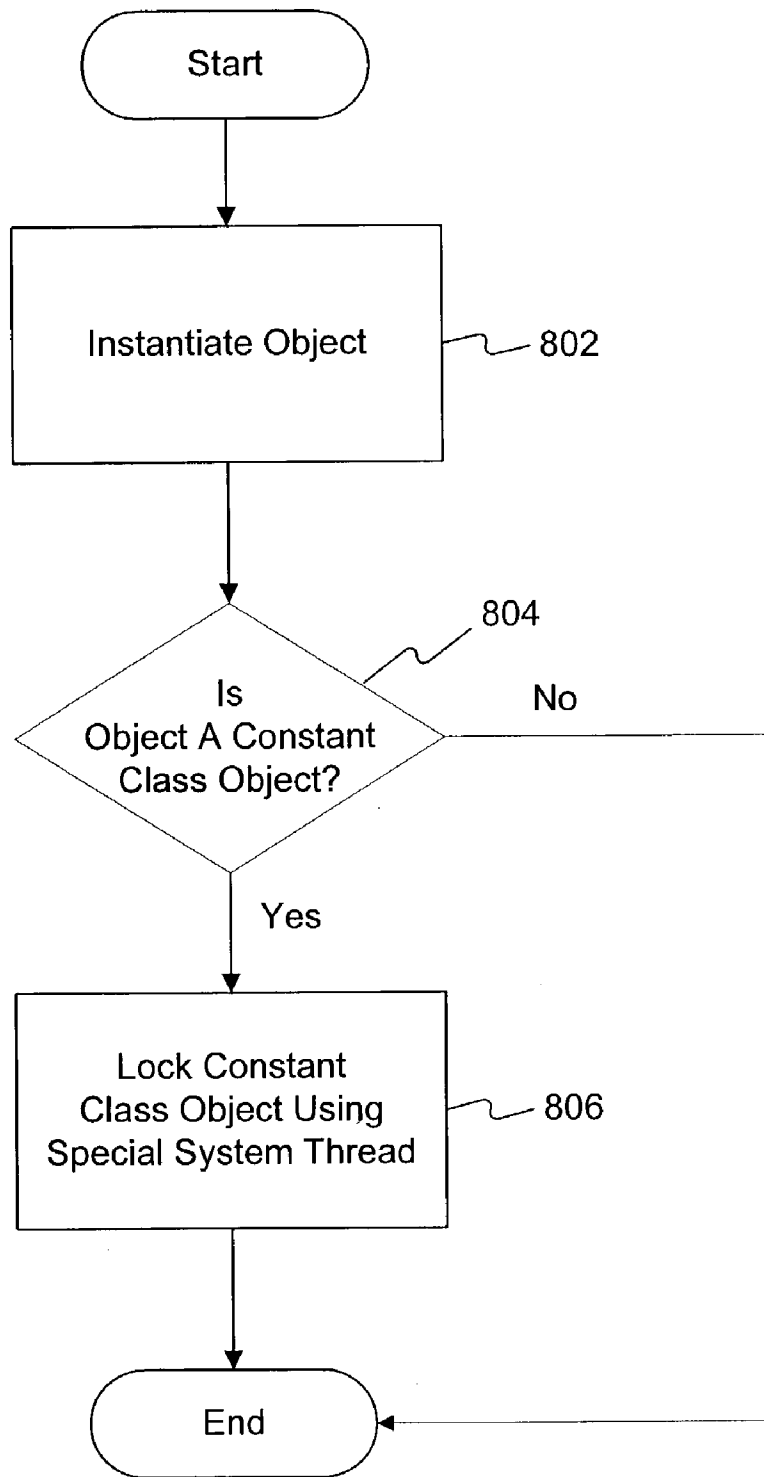 Start
Instantiate Object
802
804
Is
Object A Constant
Class Object?
No
Yes
Lock Constant
Class Object Using
Special System Thread
806
End